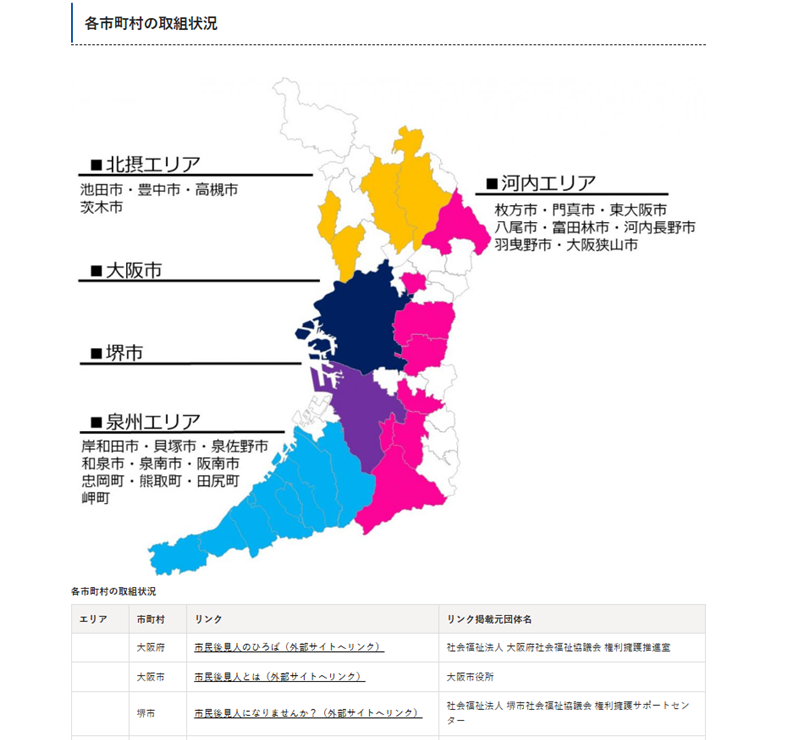 各市町村の取組状況
■北摂エリア
池田市・豊中市・高槻市
茨木市
■河内エリア
枚方市・門真市・東大阪市
八尾市・富田林市・河内長野市
羽曳野市・大阪狭山市
■大阪市
■堺市
■泉州エリア
岸和田市・貝塚市・泉佐野市
和泉市・泉南市・阪南市
忠岡町・熊取町・田尻町
岬町
各市町村の取組状況
エリア 市町村 リンク リンク掲載元団体名
大阪府 市民後見人のひろば（外部サイトへリンク） 社会福祉法人 大阪府社会福祉協議会 権利擁護推進室
大阪市 市民後見人とは（外部サイトへリンク） 大阪市役所
堺市 市民後見人になりませんか？（外部サイトへリンク） 社会福祉法人 堺市社会福祉協議会 権利擁護サポートセン
ター